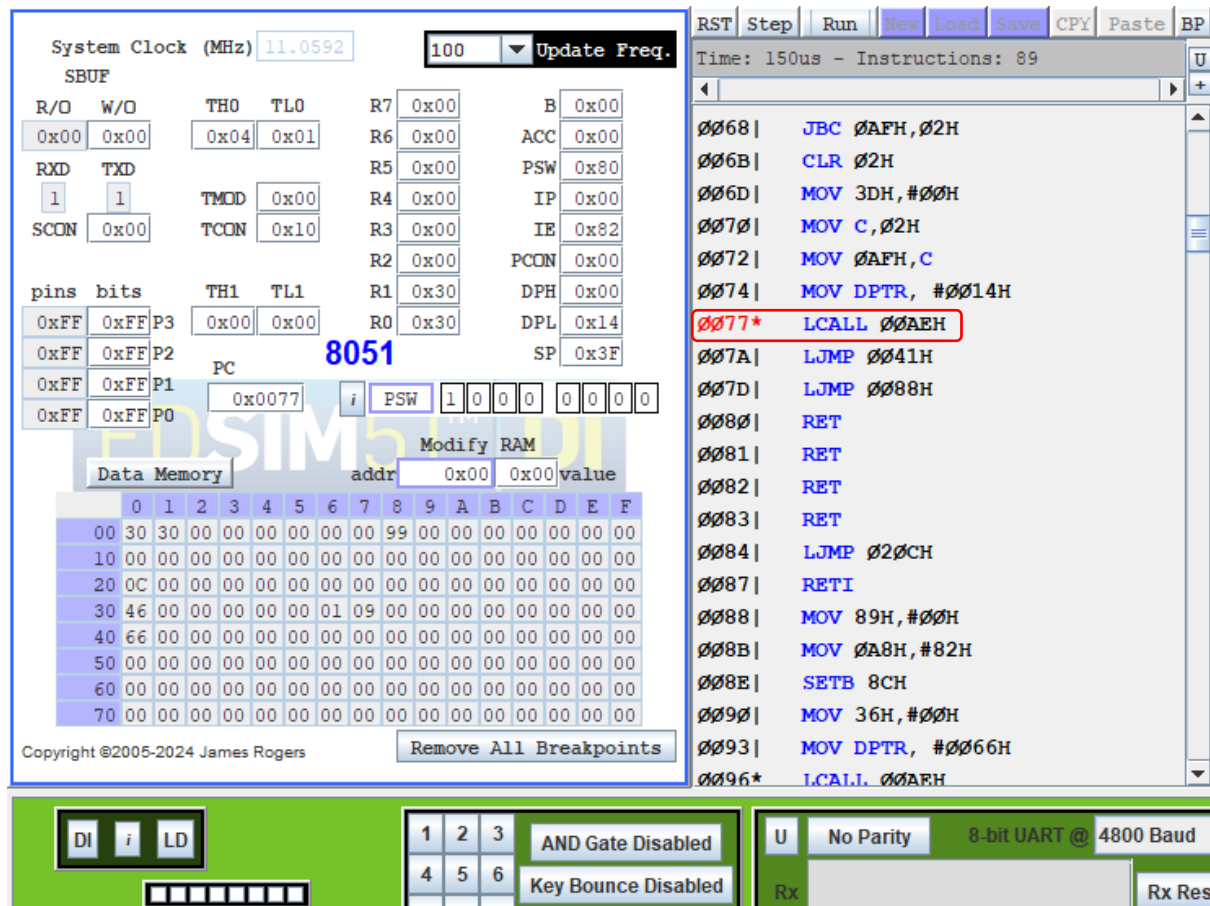 System Clock (MHz) 11.0592 100 Update Freq.
SBUF
R/O W/O TH0 TL0 R7 0x00 B 0x00
0x00 0x00 0x04 0x01 R6 0x00 ACC 0x00
RXD TXD R5 0x00 PSW 0x80
1 1 TMOD 0x00 R4 0x00 IP 0x00
SCON 0x00 TCON 0x10 R3 0x00 IE 0x82
R2 0x00 PCON 0x00
pins bits TH1 TL1 R1 0x30 DPH 0x00
0xFF 0xFF P3 0x00 0x00 R0 0x30 DPL 0x14
0xFF 0xFF P2 8051 SP 0x3F
PC
0xFF 0xFF P1 0x0077 i PSW 1 0 0 0 0 0 0 0
0xFF 0xFF P0
EDSIM51 DI
Modify RAM
Data Memory addr 0x00 0x00 value
0 1 2 3 4 5 6 7 8 9 A B C D E F
00 30 30 00 00 00 00 00 00 99 00 00 00 00 00 00 00
10 00 00 00 00 00 00 00 00 00 00 00 00 00 00 00 00
20 0C 00 00 00 00 00 00 00 00 00 00 00 00 00 00 00
30 46 00 00 00 00 00 01 09 00 00 00 00 00 00 00 00
40 66 00 00 00 00 00 00 00 00 00 00 00 00 00 00 00
50 00 00 00 00 00 00 00 00 00 00 00 00 00 00 00 00
60 00 00 00 00 00 00 00 00 00 00 00 00 00 00 00 00
70 00 00 00 00 00 00 00 00 00 00 00 00 00 00 00 00
Copyright ©2005-2024 James Rogers Remove All Breakpoints
RST Step Run New Load Save CPY Paste BP
Time: 150us - Instructions: 89 U
+
0068| JBC 0AFH,02H
006B| CLR 02H
006D| MOV 3DH,#00H
0070| MOV C,02H
0072| MOV 0AFH,C
0074| MOV DPTR, #0014H
0077* LCALL 00AEH
007A| LJMP 0041H
007D| LJMP 0088H
0080| RET
0081| RET
0082| RET
0083| RET
0084| LJMP 020CH
0087| RETI
0088| MOV 89H,#00H
008B| MOV 0A8H,#82H
008E| SETB 8CH
0090| MOV 36H,#00H
0093| MOV DPTR, #0066H
0096* LCALL 00AEH
DI i LD
1 2 3 AND Gate Disabled
4 5 6 Key Bounce Disabled
U No Parity 8-bit UART @ 4800 Baud
Rx Rx Res